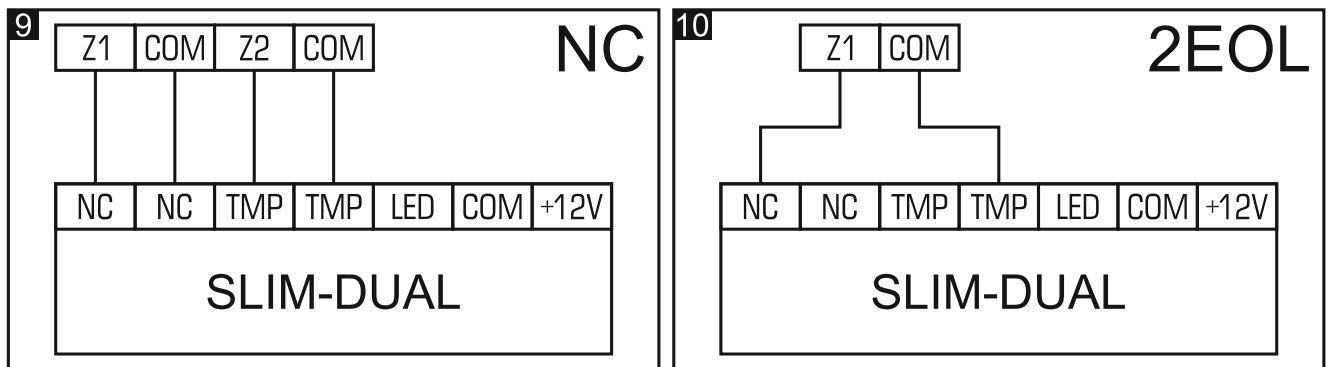 9
Z1 COM Z2 COM
NC
NC NC TMP TMP LED COM +12V
SLIM-DUAL
10
Z1 COM
2EOL
NC NC TMP TMP LED COM +12V
SLIM-DUAL